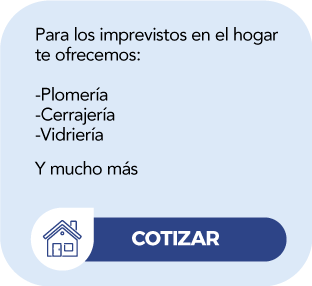 Para los imprevistos en el hogar
te ofrecemos:
-Plomería
-Cerrajería
-Vidriería
Y mucho más
COTIZAR